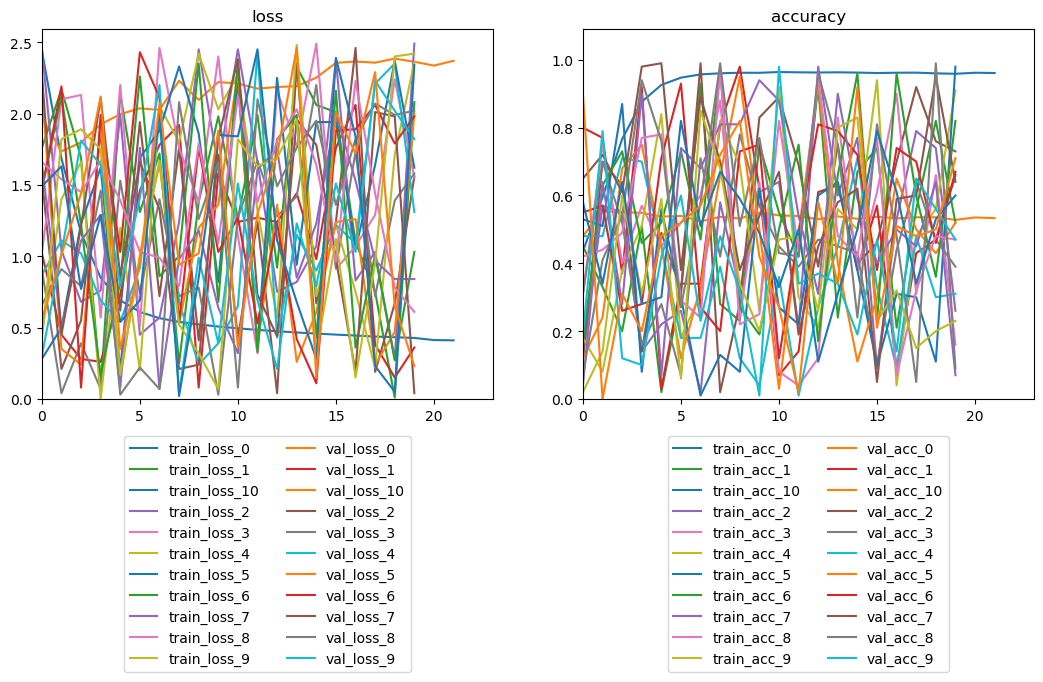 loss
2.5
2.0
1.5
1.0
0.5
0.0
0 5 10 15 20
train_loss_0 val_loss_0
train_loss_1 val_loss_1
train_loss_10 val_loss_10
train_loss_2 val_loss_2
train_loss_3 val_loss_3
train_loss_4 val_loss_4
train_loss_5 val_loss_5
train_loss_6 val_loss_6
train_loss_7 val_loss_7
train_loss_8 val_loss_8
train_loss_9 val_loss_9
accuracy
1.0
0.8
0.6
0.4
0.2
0.0
0 5 10 15 20
train_acc_0 val_acc_0
train_acc_1 val_acc_1
train_acc_10 val_acc_10
train_acc_2 val_acc_2
train_acc_3 val_acc_3
train_acc_4 val_acc_4
train_acc_5 val_acc_5
train_acc_6 val_acc_6
train_acc_7 val_acc_7
train_acc_8 val_acc_8
train_acc_9 val_acc_9